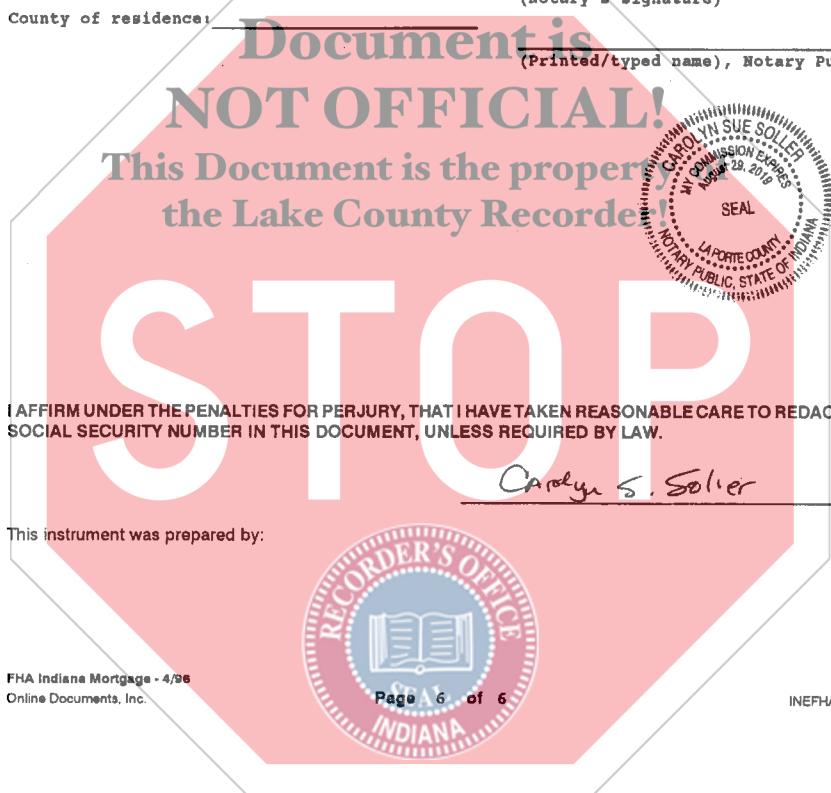 (Notary's signature)
County of residence:
Document is
(Printed/typed name), Notary Pu
NOT OFFICIAL!
This Document is the property of
the Lake County Recorder!
CAROLYN SUE SOLLER
MY COMMISSION EXPIRES
August 29, 2019
SEAL
LA PORTE COUNTY
NOTARY PUBLIC, STATE OF INDIANA
STOP
I AFFIRM UNDER THE PENALTIES FOR PERJURY, THAT I HAVE TAKEN REASONABLE CARE TO REDAC
SOCIAL SECURITY NUMBER IN THIS DOCUMENT, UNLESS REQUIRED BY LAW.
Carolyn S. Soller
This instrument was prepared by:
RECORDER'S OFFICE
SEAL
INDIANA
FHA Indiana Mortgage - 4/96
Online Documents, Inc.
Page 6 of 6
INEFHA